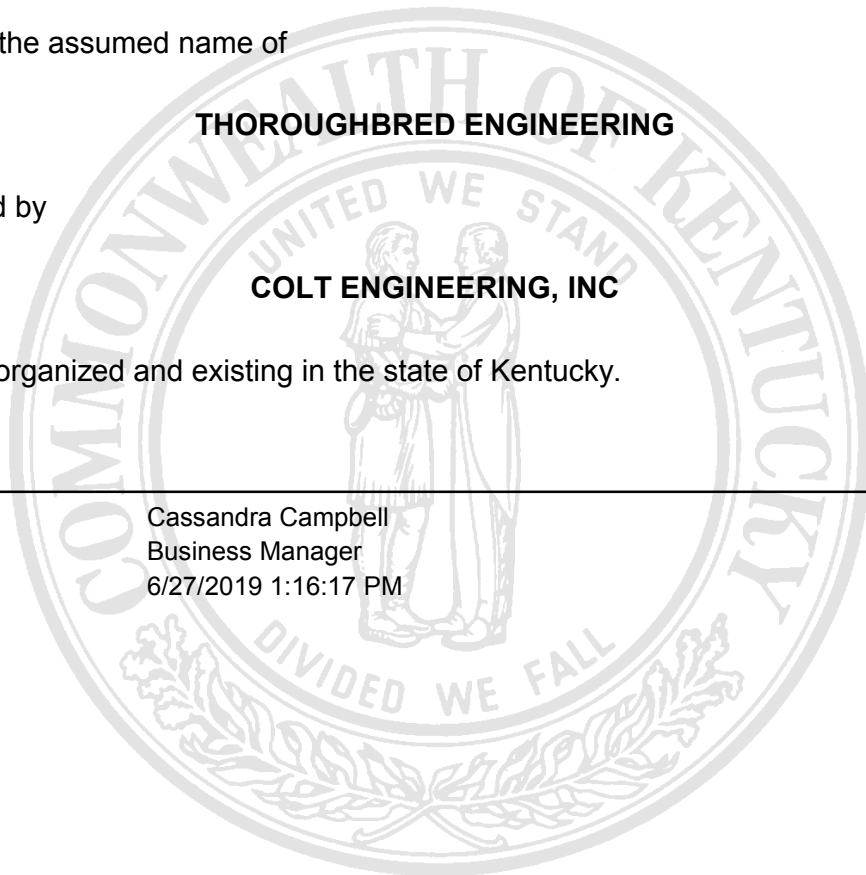 the assumed name of
THOROUGHBRED ENGINEERING
d by
COLT ENGINEERING, INC
organized and existing in the state of Kentucky.
Cassandra Campbell
Business Manager
6/27/2019 1:16:17 PM
COMMONWEALTH OF KENTUCKY
UNITED WE STAND
DIVIDED WE FALL